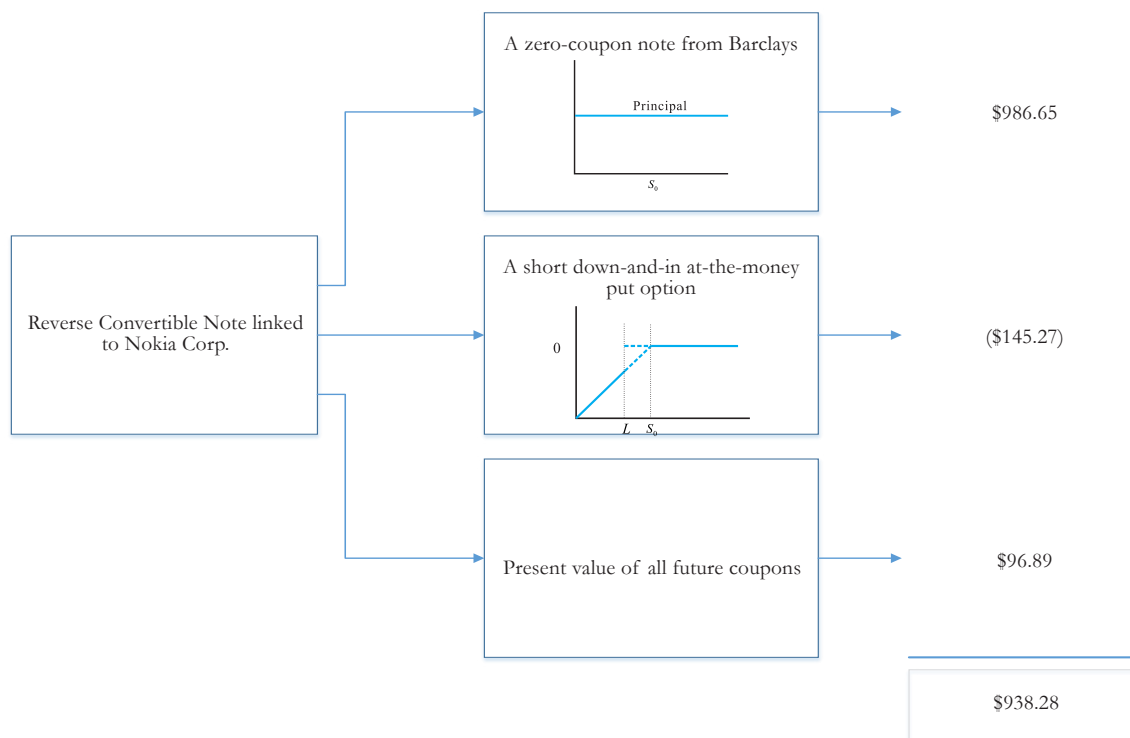 A zero-coupon note from Barclays
Principal
S₀
$986.65
Reverse Convertible Note linked
to Nokia Corp.
A short down-and-in at-the-money
put option
0
L S₀
($145.27)
Present value of all future coupons
$96.89
$938.28